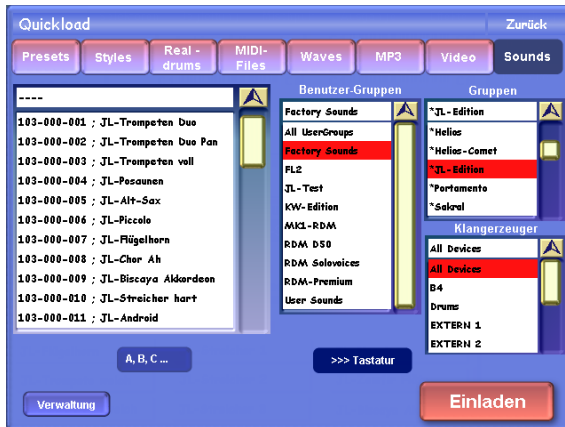 Quickload
Zurück
Presets
Styles
Real -
drums
MIDI-
Files
Waves
MP3
Video
Sounds
----
103-000-001 ; JL-Trompeten Duo
103-000-002 ; JL-Trompeten Duo Pan
103-000-003 ; JL-Trompeten voll
103-000-004 ; JL-Posaunen
103-000-005 ; JL-Alt-Sax
103-000-006 ; JL-Piccolo
103-000-007 ; JL-Flügelhorn
103-000-008 ; JL-Chor Ah
103-000-009 ; JL-Biscaya Akkordeon
103-000-010 ; JL-Streicher hart
103-000-011 ; JL-Android
Benutzer-Gruppen
Factory Sounds
All UserGroups
Factory Sounds
FL2
JL-Test
KW-Edition
MK1-RDM
RDM DSO
RDM Solovoices
RDM-Premium
User Sounds
Gruppen
*JL-Edition
*Helios
*Helios-Comet
*JL-Edition
*Portamento
*Sakral
Klangerzeuger
All Devices
All Devices
B4
Drums
EXTERN 1
EXTERN 2
A, B, C ...
>>> Tastatur
Verwaltung
Einladen